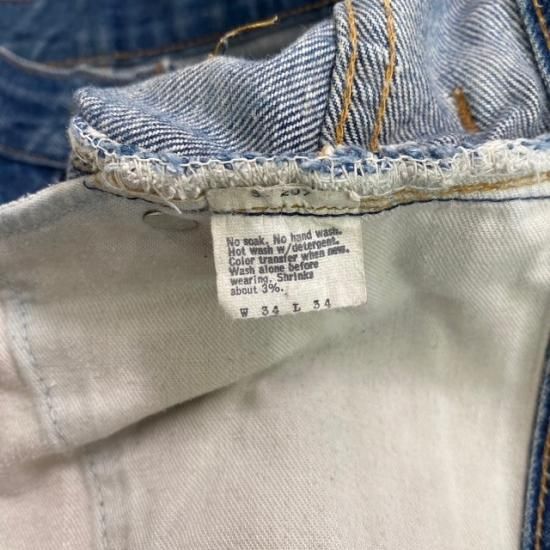 No soak. No hand wash.
Hot wash w/detergent.
Color transfer when new.
Wash alone before
wearing. Shrinks
about 3%.
W 34 L 34